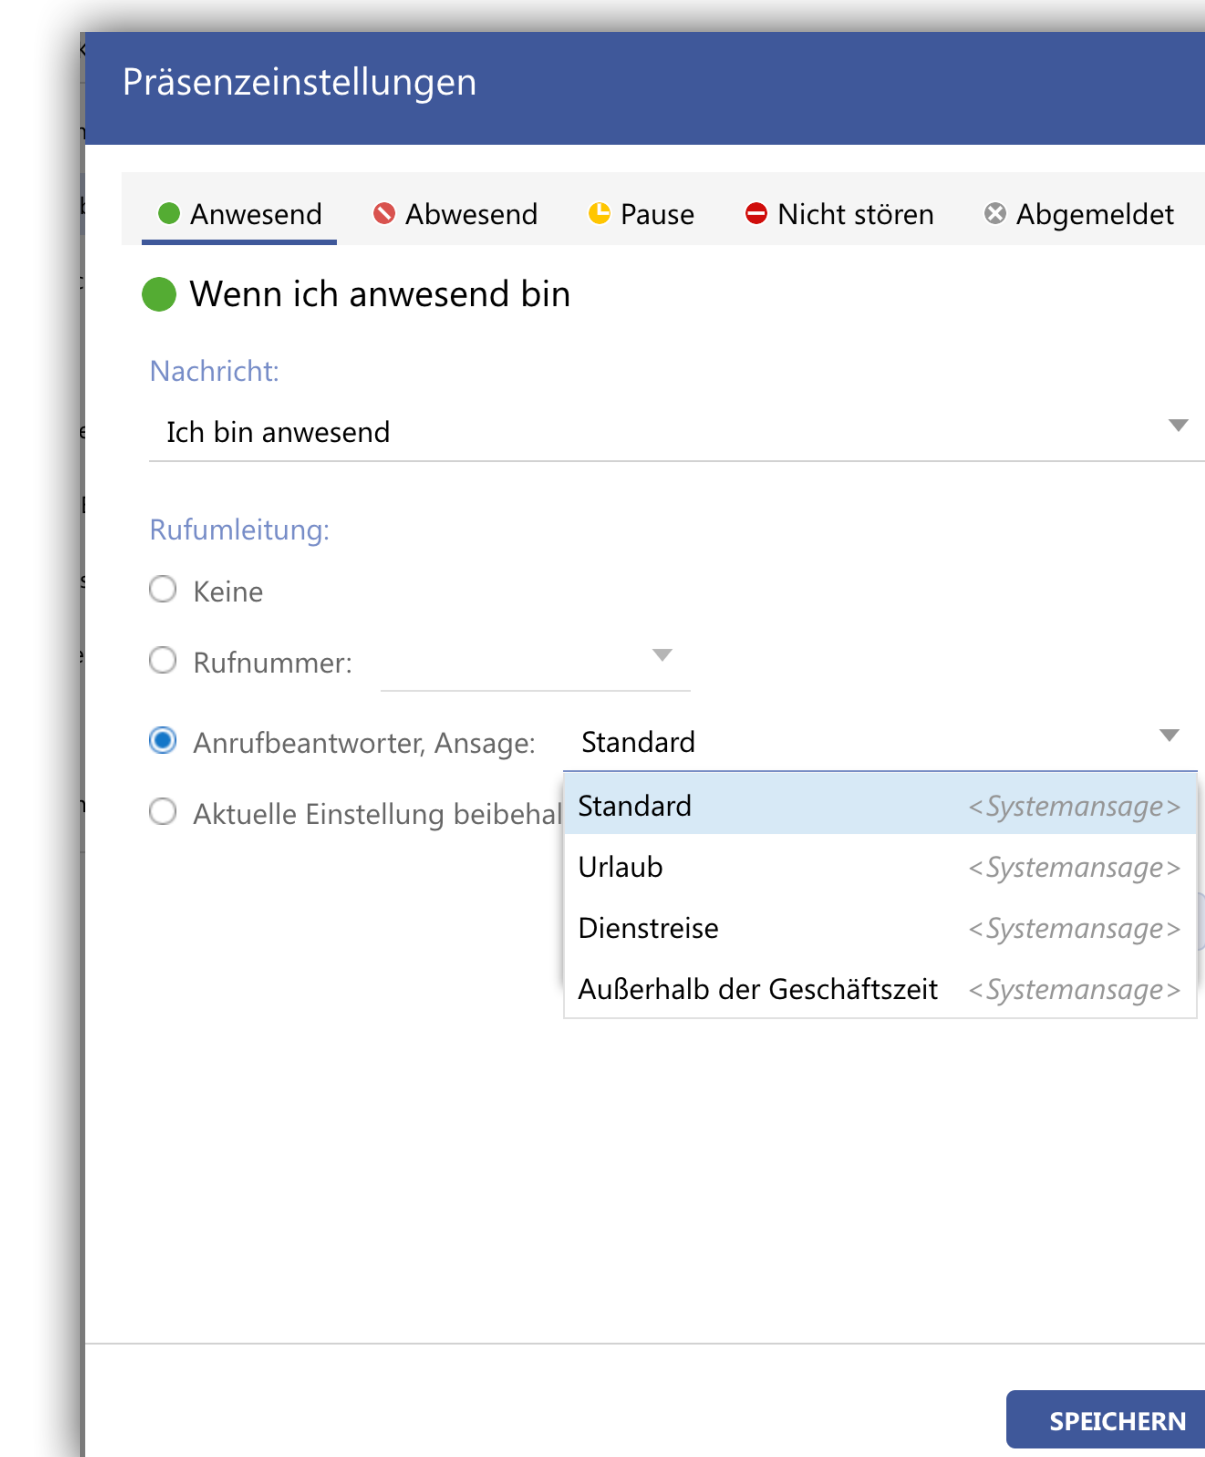 Präsenzeinstellungen
Anwesend Abwesend Pause Nicht stören Abgemeldet
Wenn ich anwesend bin
Nachricht:
Ich bin anwesend
Rufumleitung:
Keine
Rufnummer:
Anrufbeantworter, Ansage: Standard
Aktuelle Einstellung beibehal
Standard <Systemansage>
Urlaub <Systemansage>
Dienstreise <Systemansage>
Außerhalb der Geschäftszeit <Systemansage>
SPEICHERN